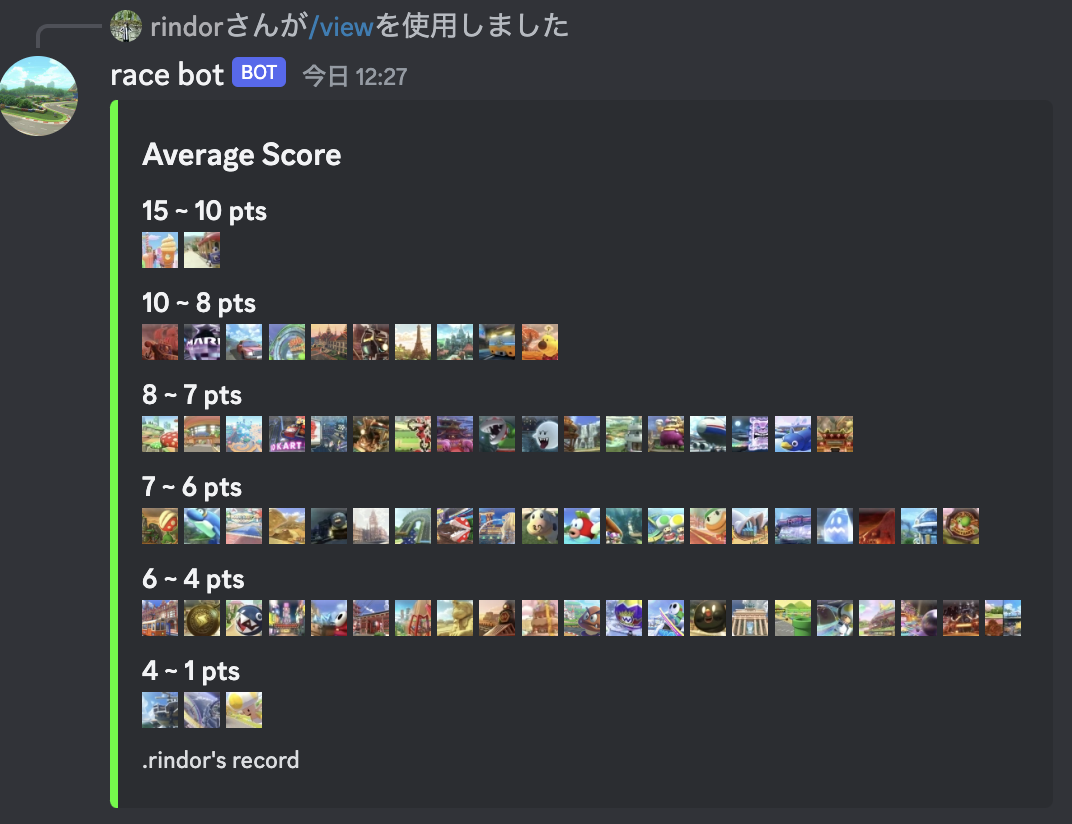 rindorさんが/viewを使用しました
race bot BOT 今日 12:27
Average Score
15 ~ 10 pts
10 ~ 8 pts
8 ~ 7 pts
7 ~ 6 pts
6 ~ 4 pts
4 ~ 1 pts
.rindor's record